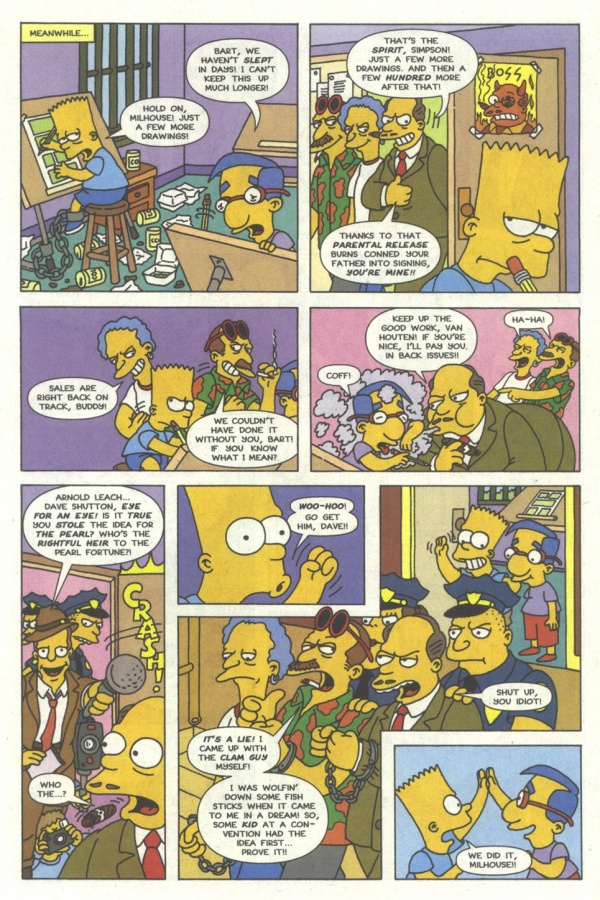 MEANWHILE...
BART, WE
HAVEN'T SLEPT
IN DAYS! I CAN'T
KEEP THIS UP
MUCH LONGER!
HOLD ON,
MILHOUSE! JUST
A FEW MORE
DRAWINGS!
CO
THAT'S THE
SPIRIT, SIMPSON!
JUST A FEW MORE
DRAWINGS. AND THEN A
FEW HUNDRED MORE
AFTER THAT!
BOSS
THANKS TO THAT
PARENTAL RELEASE
BURNS CONNED YOUR
FATHER INTO SIGNING,
YOU'RE MINE!!
SALES ARE
RIGHT BACK ON
TRACK, BUDDY!
WE COULDN'T
HAVE DONE IT
WITHOUT YOU, BART!
IF YOU KNOW
WHAT I MEAN?
KEEP UP THE
GOOD WORK, VAN
HOUTEN! IF YOU'RE
NICE, I'LL PAY YOU.
IN BACK ISSUES!!
HA-HA!
COFF!
ARNOLD LEACH...
DAVE SHUTTON, EYE
FOR AN EYE! IS IT TRUE
YOU STOLE THE IDEA FOR
THE PEARL? WHO'S THE
RIGHTFUL HEIR TO THE
PEARL FORTUNE?!
CRASH!
WHO
THE...?
WOO-HOO!
GO GET
HIM, DAVE!!
SHUT UP,
YOU IDIOT!
IT'S A LIE! I
CAME UP WITH
THE CLAM GUY
MYSELF!
I WAS WOLFIN'
DOWN SOME FISH
STICKS WHEN IT CAME
TO ME IN A DREAM! SO,
SOME KID AT A CON-
VENTION HAD THE
IDEA FIRST...
PROVE IT!!
WE DID IT,
MILHOUSE!!